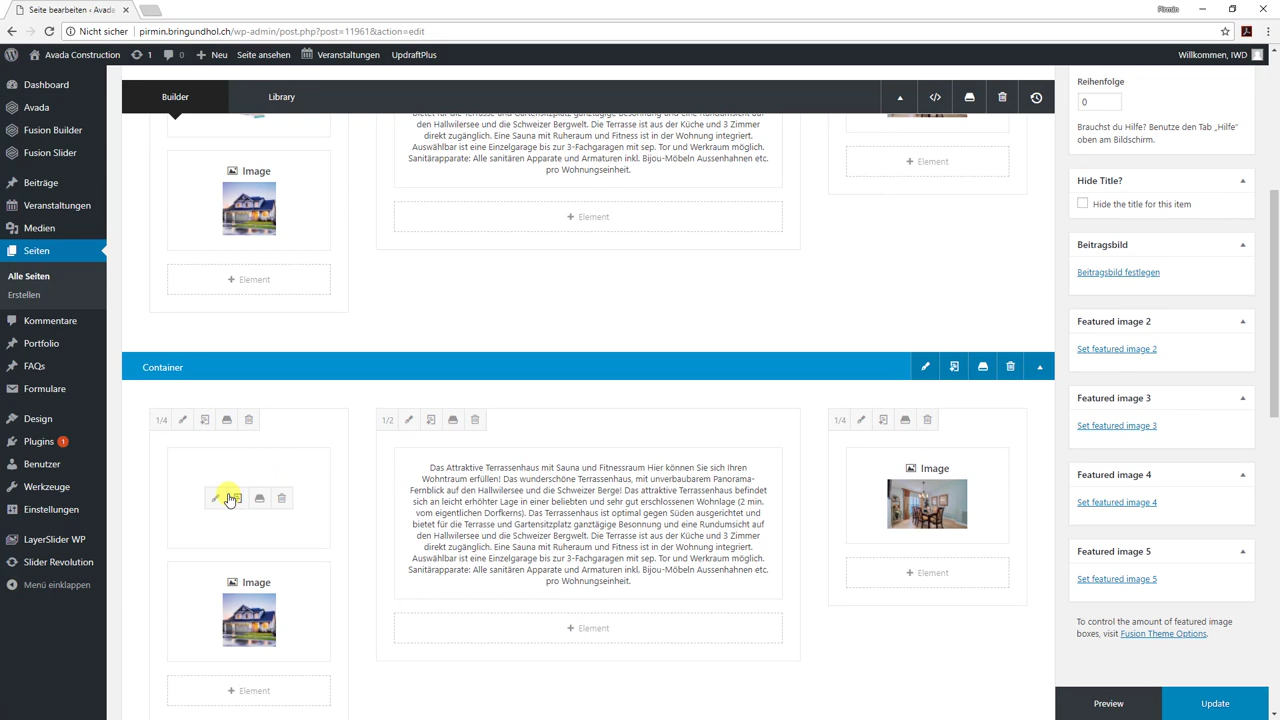 Seite bearbeiten ‹ Avada
Pirmin
Nicht sicher
pirmin.bringundhol.ch/wp-admin/post.php?post=11961&action=edit
Avada Construction
1
0
Neu
Seite ansehen
Veranstaltungen
UpdraftPlus
Willkommen, IWD
Dashboard
Avada
Fusion Builder
Fusion Slider
Beiträge
Veranstaltungen
Medien
Seiten
Alle Seiten
Erstellen
Kommentare
Portfolio
FAQs
Formulare
Design
Plugins 1
Benutzer
Werkzeuge
Einstellungen
LayerSlider WP
Slider Revolution
Menü einklappen
Builder
Library
Image
+ Element
bietet für die Terrasse und Gartensitzplatz ganztägige Besonnung und eine Rundumsicht auf
den Hallwilersee und die Schweizer Bergwelt. Die Terrasse ist aus der Küche und 3 Zimmer
direkt zugänglich. Eine Sauna mit Ruheraum und Fitness ist in der Wohnung integriert.
Auswählbar ist eine Einzelgarage bis zur 3-Fachgaragen mit sep. Tor und Werkraum möglich.
Sanitärapparate: Alle sanitären Apparate und Armaturen inkl. Bijou-Möbeln Aussenhahnen etc.
pro Wohnungseinheit.
+ Element
+ Element
Container
1/4
Image
+ Element
1/2
Das Attraktive Terrassenhaus mit Sauna und Fitnessraum Hier können Sie sich Ihren
Wohntraum erfüllen! Das wunderschöne Terrassenhaus, mit unverbaubarem Panorama-
Fernblick auf den Hallwilersee und die Schweizer Berge! Das attraktive Terrassenhaus befindet
sich an leicht erhöhter Lage in einer beliebten und sehr gut erschlossenen Wohnlage (2 min.
vom eigentlichen Dorfkerns). Das Terrassenhaus ist optimal gegen Süden ausgerichtet und
bietet für die Terrasse und Gartensitzplatz ganztägige Besonnung und eine Rundumsicht auf
den Hallwilersee und die Schweizer Bergwelt. Die Terrasse ist aus der Küche und 3 Zimmer
direkt zugänglich. Eine Sauna mit Ruheraum und Fitness ist in der Wohnung integriert.
Auswählbar ist eine Einzelgarage bis zur 3-Fachgaragen mit sep. Tor und Werkraum möglich.
Sanitärapparate: Alle sanitären Apparate und Armaturen inkl. Bijou-Möbeln Aussenhahnen etc.
pro Wohnungseinheit.
+ Element
1/4
Image
+ Element
Reihenfolge
0
Brauchst du Hilfe? Benutze den Tab „Hilfe“
oben am Bildschirm.
Hide Title?
Hide the title for this item
Beitragsbild
Beitragsbild festlegen
Featured image 2
Set featured image 2
Featured image 3
Set featured image 3
Featured image 4
Set featured image 4
Featured image 5
Set featured image 5
To control the amount of featured image
boxes, visit Fusion Theme Options.
Preview
Update